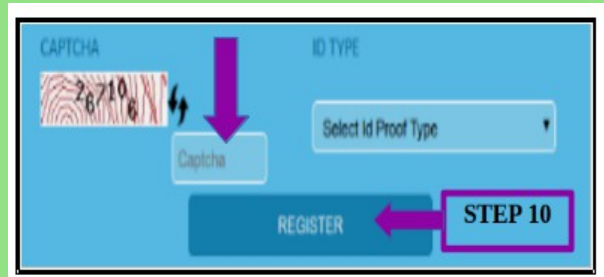 CAPTCHA
ID TYPE
267106
Select Id Proof Type
Captcha
REGISTER
STEP 10